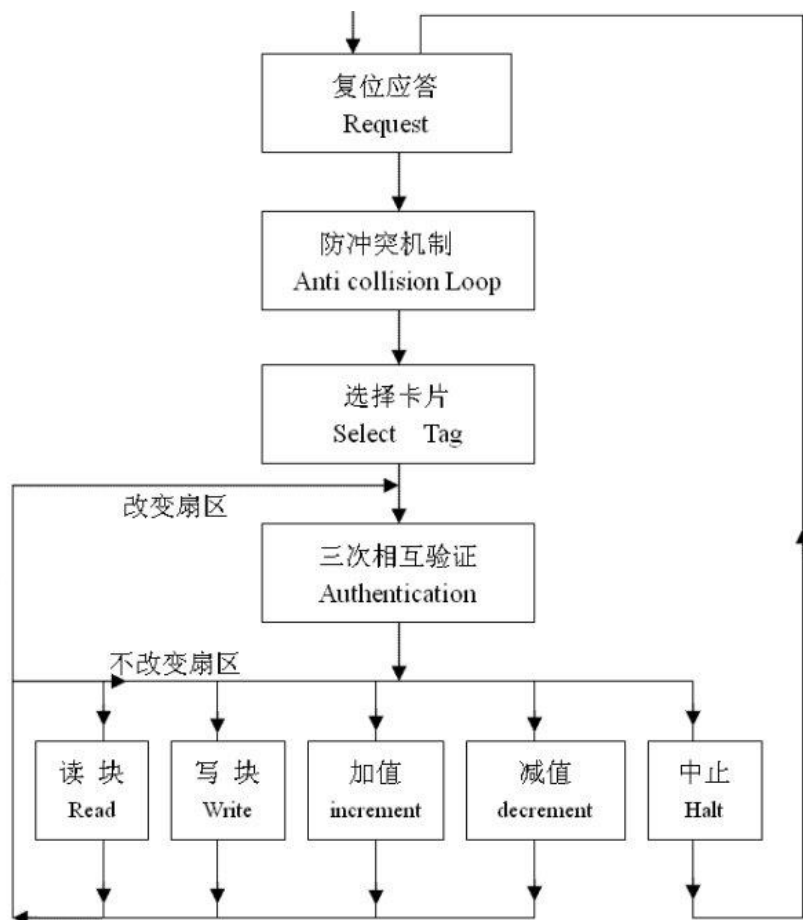 复位应答
Request
防冲突机制
Anti collision Loop
选择卡片
Select Tag
改变扇区
三次相互验证
Authentication
不改变扇区
读 块
Read
写 块
Write
加值
increment
减值
decrement
中止
Halt